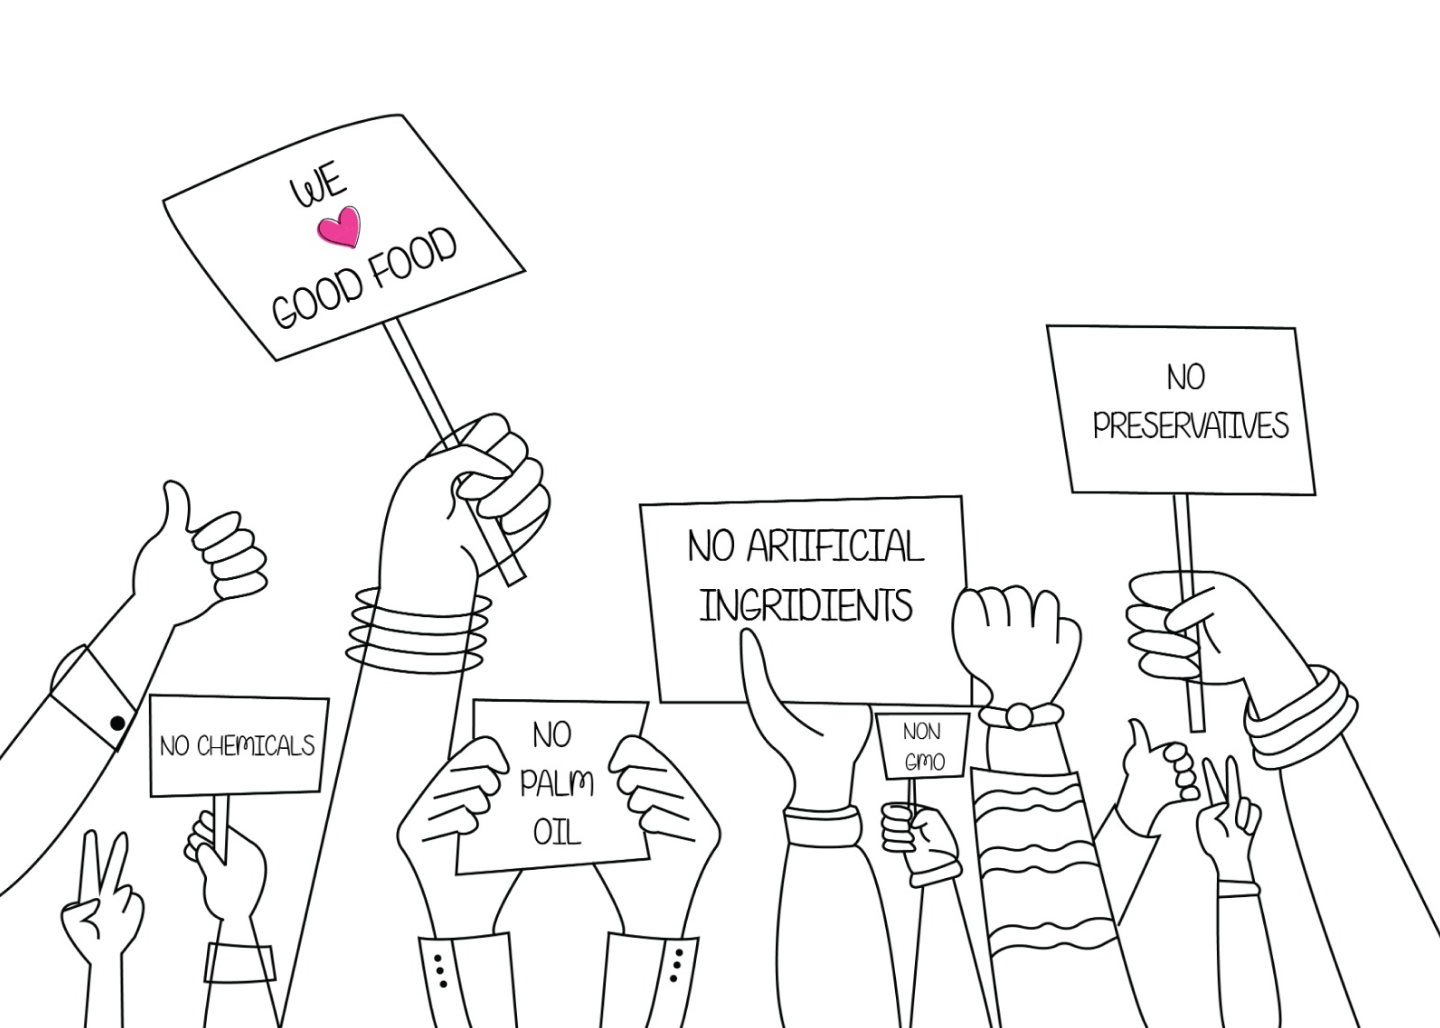 WE
GOOD FOOD
NO
PRESERVATIVES
NO ARTIFICIAL
INGRIDIENTS
NO CHEMICALS
NO
PALM
OIL
NON
GMO